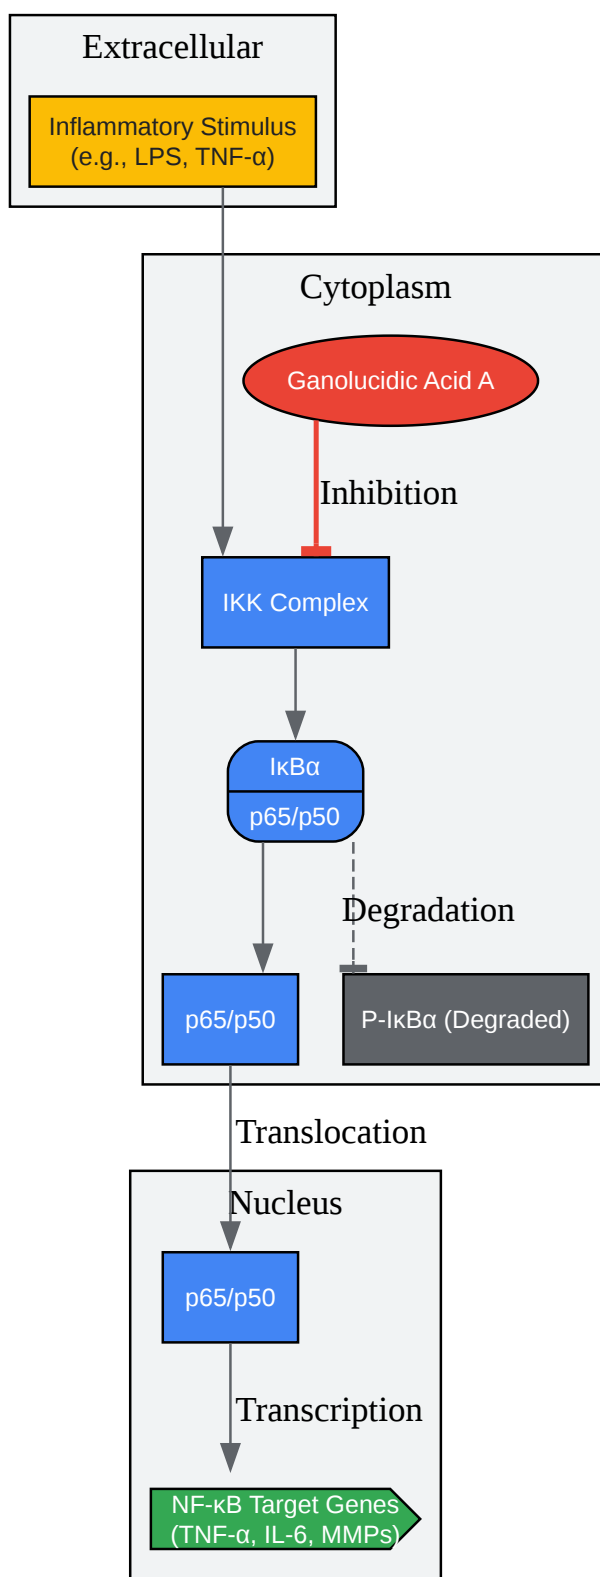 Extracellular
Inflammatory Stimulus
(e.g., LPS, TNF-α)
Cytoplasm
Ganolucidic Acid A
Inhibition
IKK Complex
IκBα
p65/p50
Degradation
p65/p50
P-IκBα (Degraded)
Translocation
Nucleus
p65/p50
Transcription
NF-κB Target Genes
(TNF-α, IL-6, MMPs)